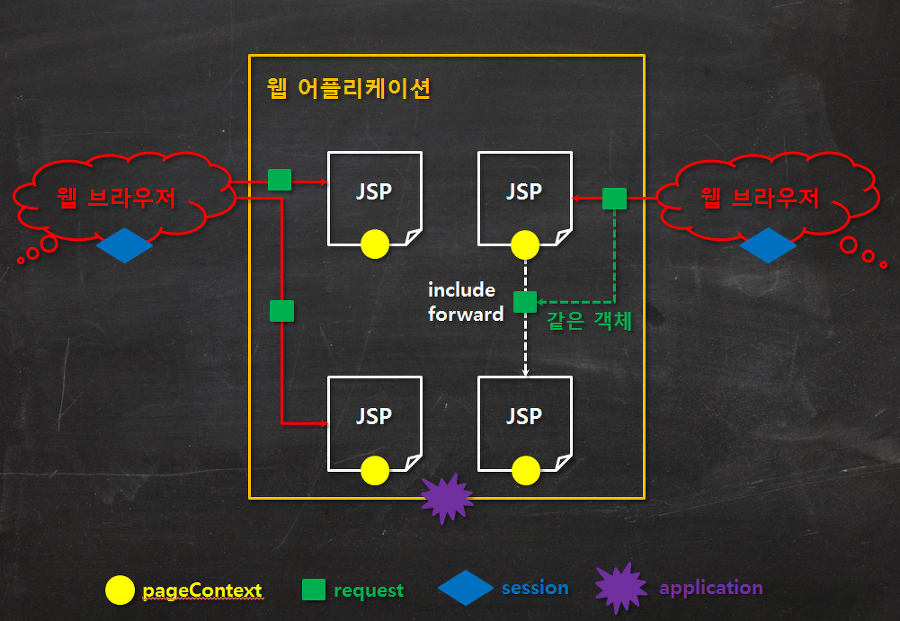 웹 어플리케이션
웹 브라우저
JSP
JSP
웹 브라우저
include
forward
같은 객체
JSP
JSP
pageContext
request
session
application